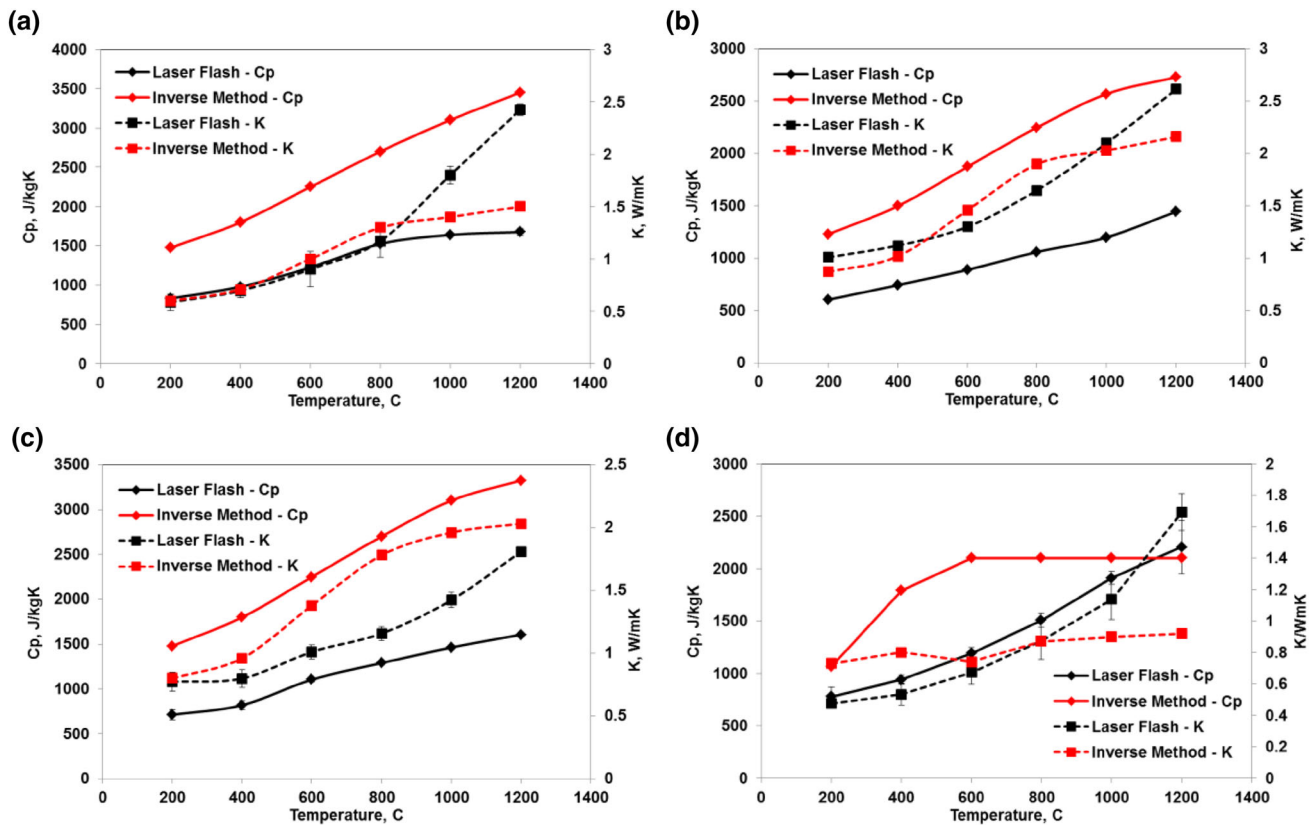 (a)
4000
3500
3000
2500
2000
1500
1000
500
0
Cp, J/kgK
3
2.5
2
1.5
1
0.5
0
K, W/mK
Laser Flash - Cp
Inverse Method - Cp
Laser Flash - K
Inverse Method - K
0 200 400 600 800 1000 1200 1400
Temperature, C
(b)
3000
2500
2000
1500
1000
500
0
Cp, J/kgK
3
2.5
2
1.5
1
0.5
0
K, W/mK
Laser Flash - Cp
Inverse Method - Cp
Laser Flash - K
Inverse Method - K
0 200 400 600 800 1000 1200 1400
Temperature, C
(c)
3500
3000
2500
2000
1500
1000
500
0
Cp, J/kgK
2.5
2
1.5
1
0.5
0
K, W/mK
Laser Flash - Cp
Inverse Method - Cp
Laser Flash - K
Inverse Method - K
0 200 400 600 800 1000 1200 1400
Temperature, C
(d)
3000
2500
2000
1500
1000
500
0
Cp, J/kgK
2
1.8
1.6
1.4
1.2
1
0.8
0.6
0.4
0.2
0
K/WmK
Laser Flash - Cp
Inverse Method - Cp
Laser Flash - K
Inverse Method - K
0 200 400 600 800 1000 1200 1400
Temperature, C